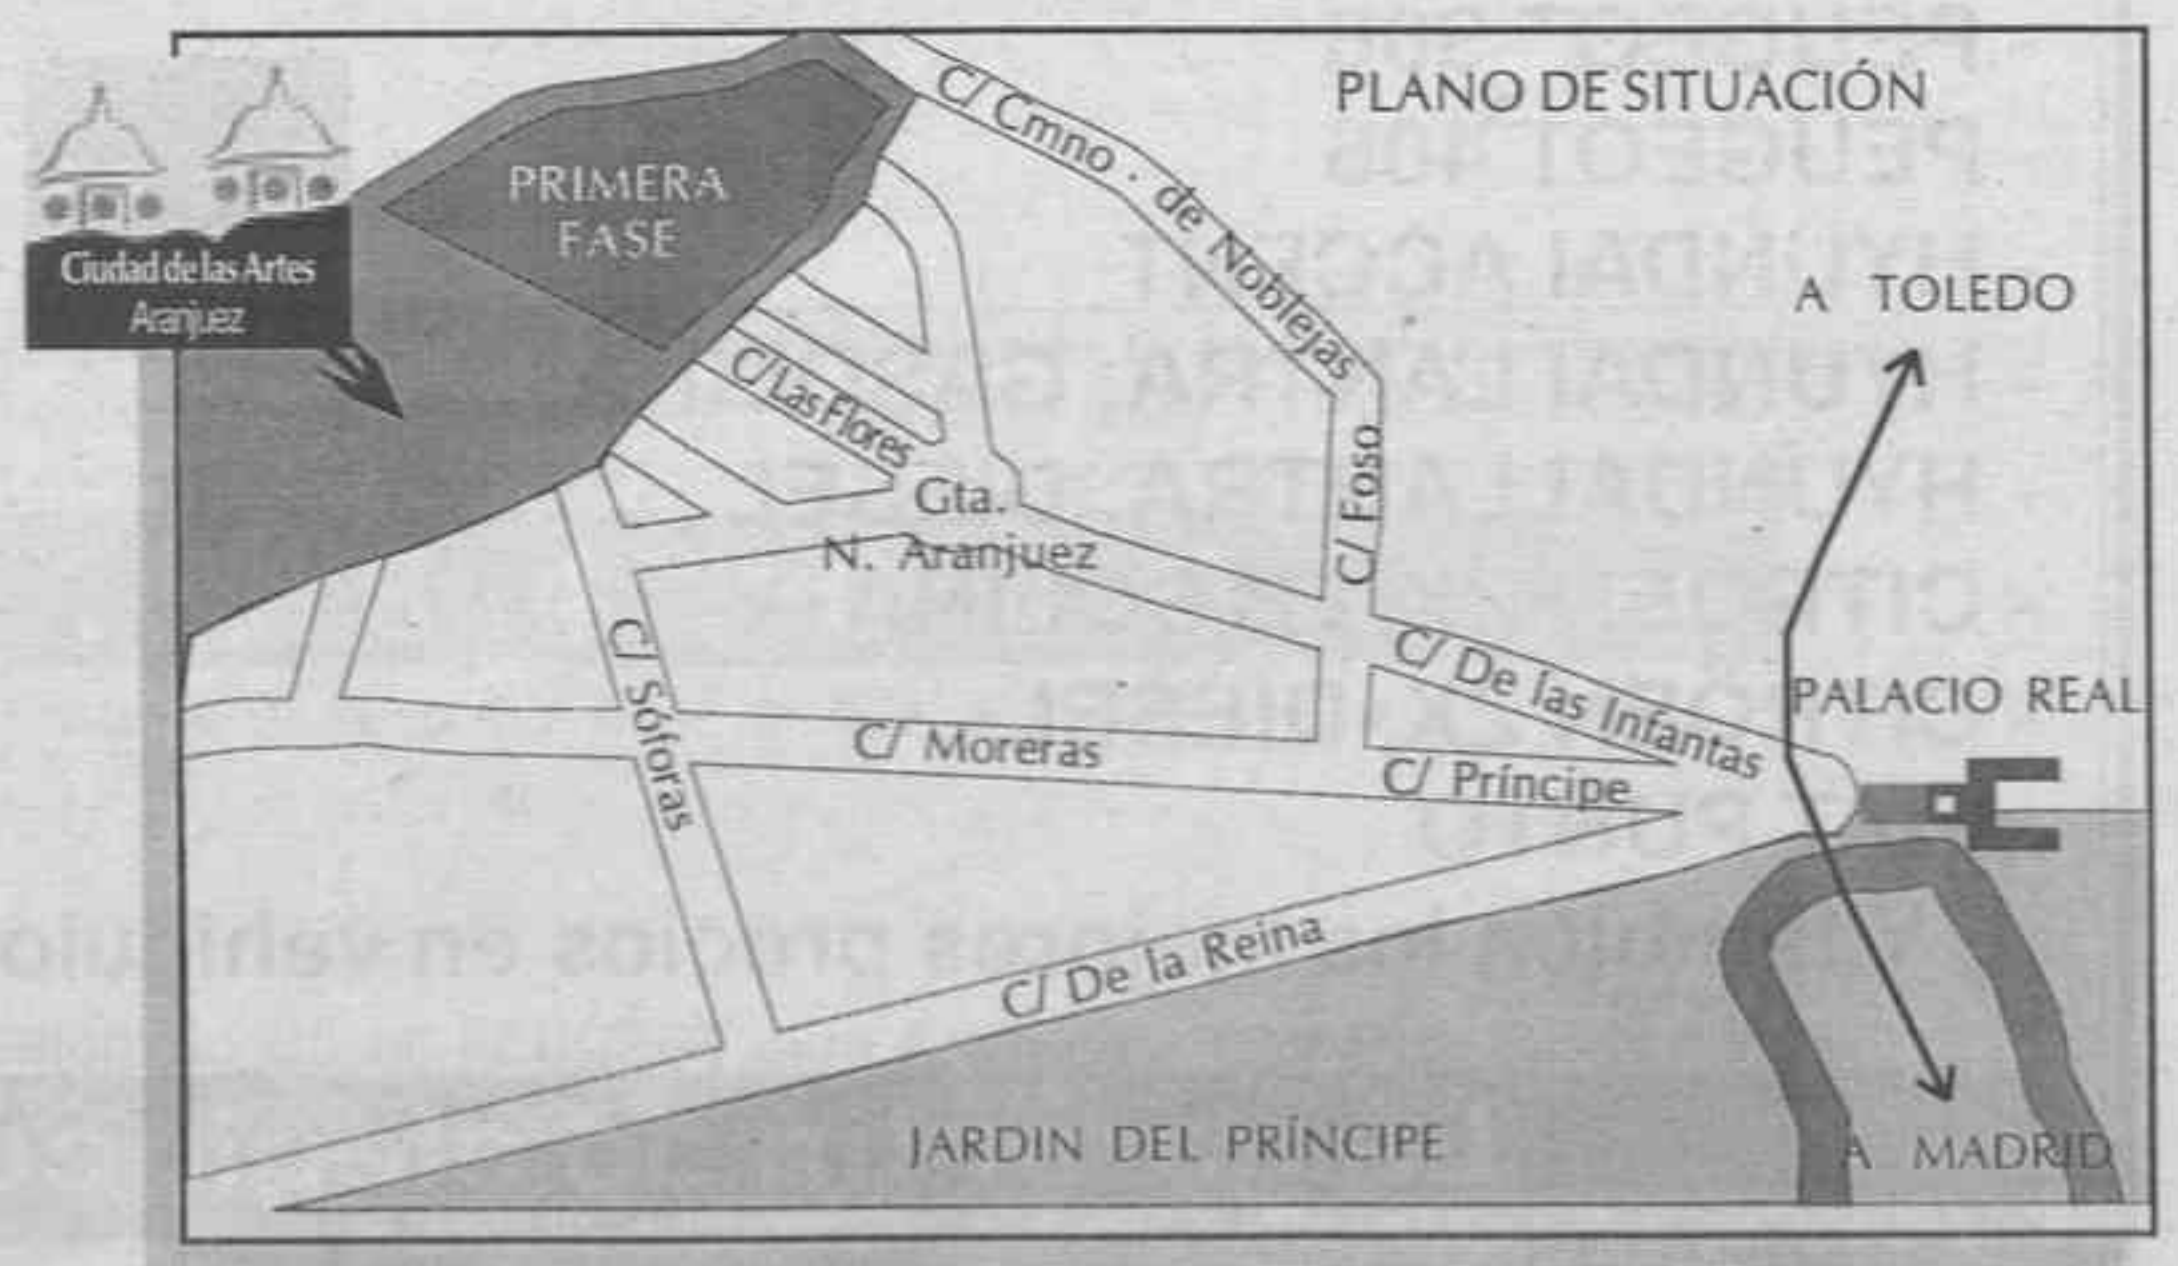 PLANO DE SITUACIÓN
C/ Cmno. de Noblejas
PRIMERA
FASE
Ciudad de las Artes
Aranjuez
A TOLEDO
C/ Las Flores
C/ Foso
Gta.
N. Aranjuez
C/ Sóforas
C/ De las Infantas
PALACIO REAL
C/ Moreras
C/ Príncipe
C/ De la Reina
JARDIN DEL PRÍNCIPE
A MADRID